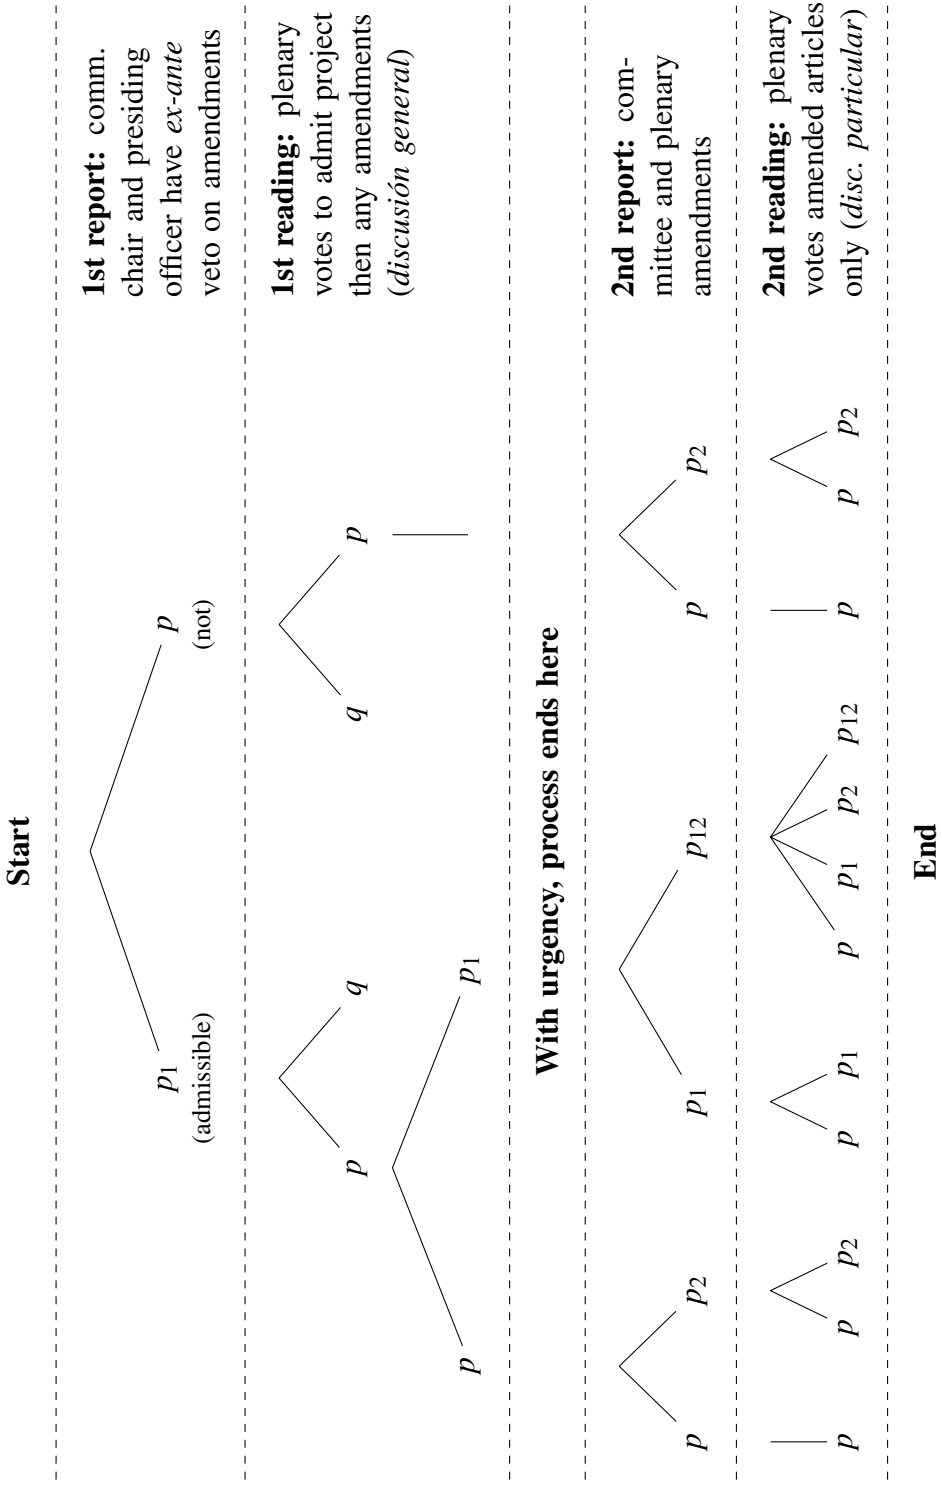 Start
1st report: comm.
chair and presiding
officer have ex-ante
veto on amendments
p1 p
(admissible) (not)
1st reading: plenary
votes to admit project
then any amendments
(discusión general)
p q q p
p p1
With urgency, process ends here
2nd report: com-
mittee and plenary
amendments
p p2 p1 p12 p p2
2nd reading: plenary
votes amended articles
only (disc. particular)
p p p2 p p1 p p1 p2 p12 p p p2
End